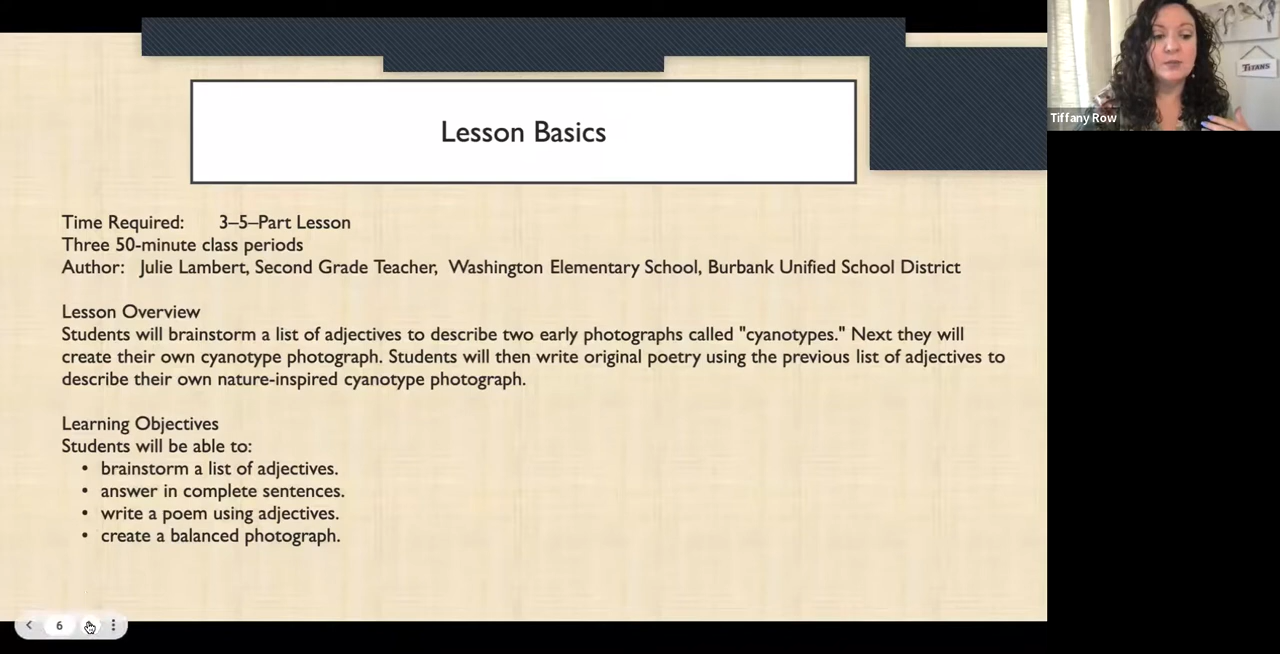 Lesson Basics
Time Required: 3–5–Part Lesson
Three 50-minute class periods
Author: Julie Lambert, Second Grade Teacher, Washington Elementary School, Burbank Unified School District
Lesson Overview
Students will brainstorm a list of adjectives to describe two early photographs called "cyanotypes." Next they will
create their own cyanotype photograph. Students will then write original poetry using the previous list of adjectives to
describe their own nature-inspired cyanotype photograph.
Learning Objectives
Students will be able to:
• brainstorm a list of adjectives.
• answer in complete sentences.
• write a poem using adjectives.
• create a balanced photograph.
6
TITANS
Tiffany Row